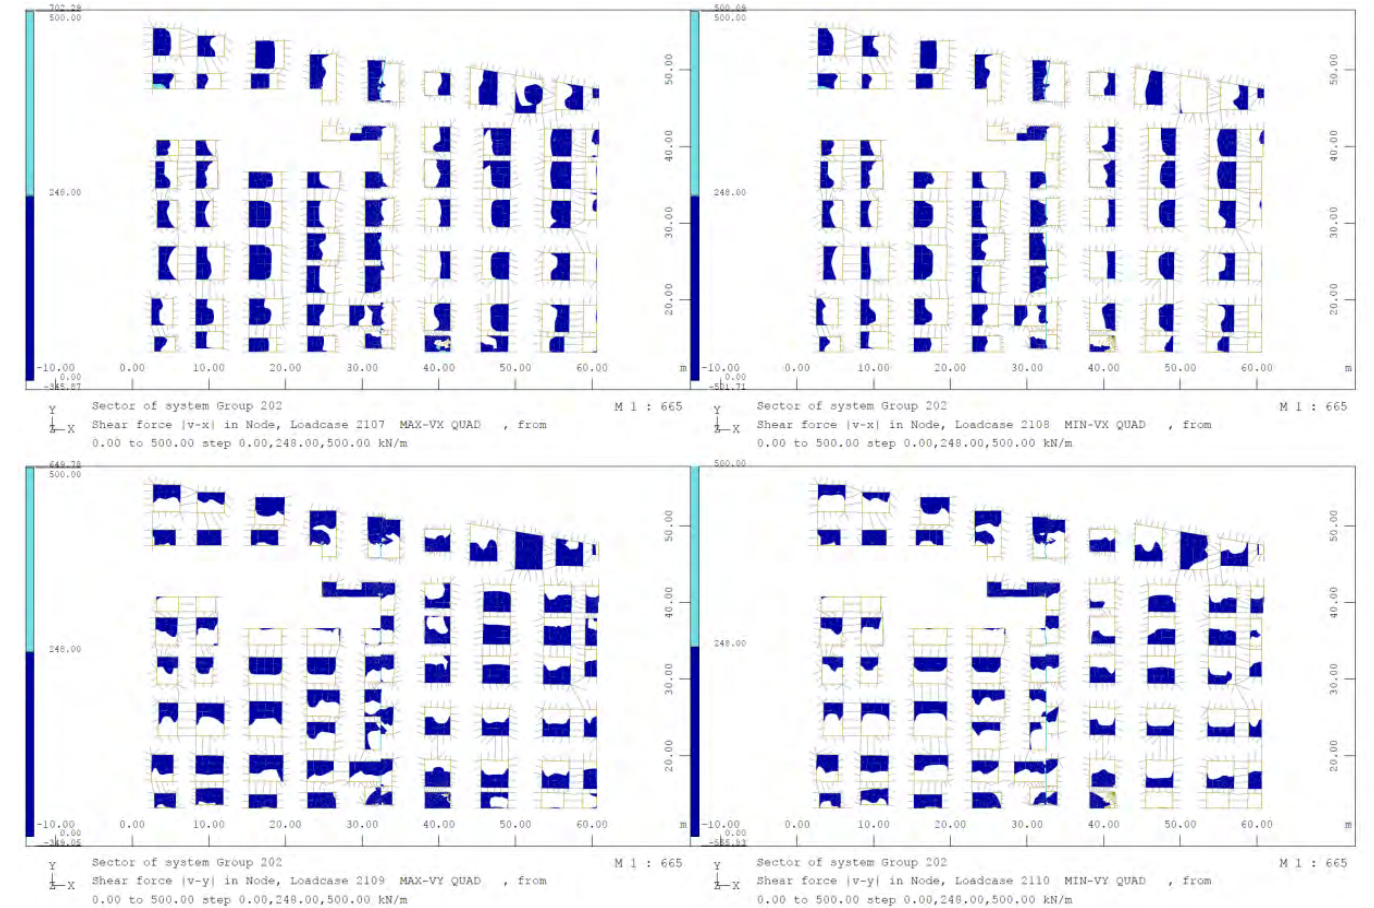 702.29 500.09
500.00 500.00
50.00 50.00
40.00 40.00
248.00 248.00
30.00 30.00
20.00 20.00
-10.00 0.00 10.00 20.00 30.00 40.00 50.00 60.00 m -10.00 0.00 10.00 20.00 30.00 40.00 50.00 60.00 m
0.00 0.00
-345.87 -501.71
Y Sector of system Group 202 M 1 : 665 Y Sector of system Group 202 M 1 : 665
Z X Shear force |v-x| in Node, Loadcase 2107 MAX-VX QUAD , from Z X Shear force |v-x| in Node, Loadcase 2108 MIN-VX QUAD , from
0.00 to 500.00 step 0.00,248.00,500.00 kN/m 0.00 to 500.00 step 0.00,248.00,500.00 kN/m
500.00 500.00
50.00 50.00
40.00 40.00
248.00 248.00
30.00 30.00
20.00 20.00
-10.00 0.00 10.00 20.00 30.00 40.00 50.00 60.00 m -10.00 0.00 10.00 20.00 30.00 40.00 50.00 60.00 m
0.00 0.00
Y Sector of system Group 202 M 1 : 665 Y Sector of system Group 202 M 1 : 665
Z X Shear force |v-y| in Node, Loadcase 2109 MAX-VY QUAD , from Z X Shear force |v-y| in Node, Loadcase 2110 MIN-VY QUAD , from
0.00 to 500.00 step 0.00,248.00,500.00 kN/m 0.00 to 500.00 step 0.00,248.00,500.00 kN/m